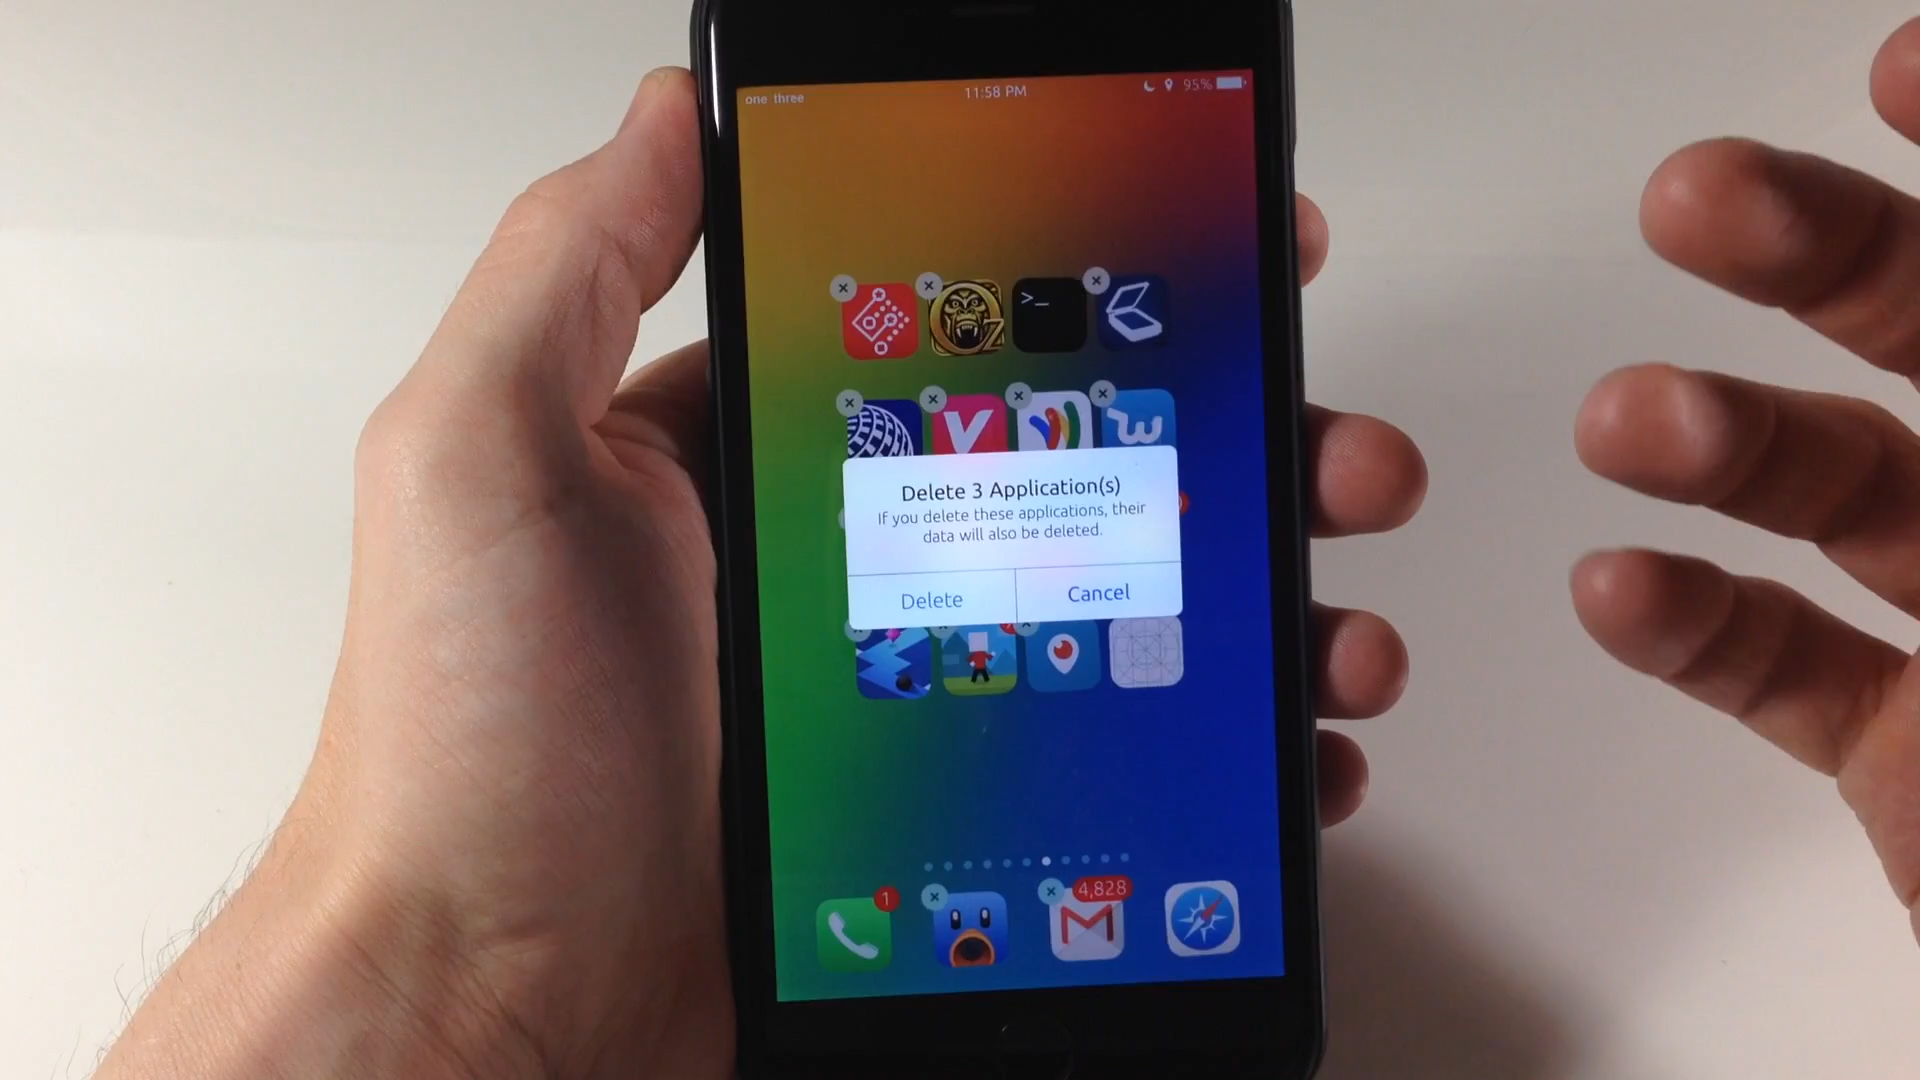 one three
11:58 PM
95%
>_
Delete 3 Application(s)
If you delete these applications, their
data will also be deleted.
Delete
Cancel
1
4,828